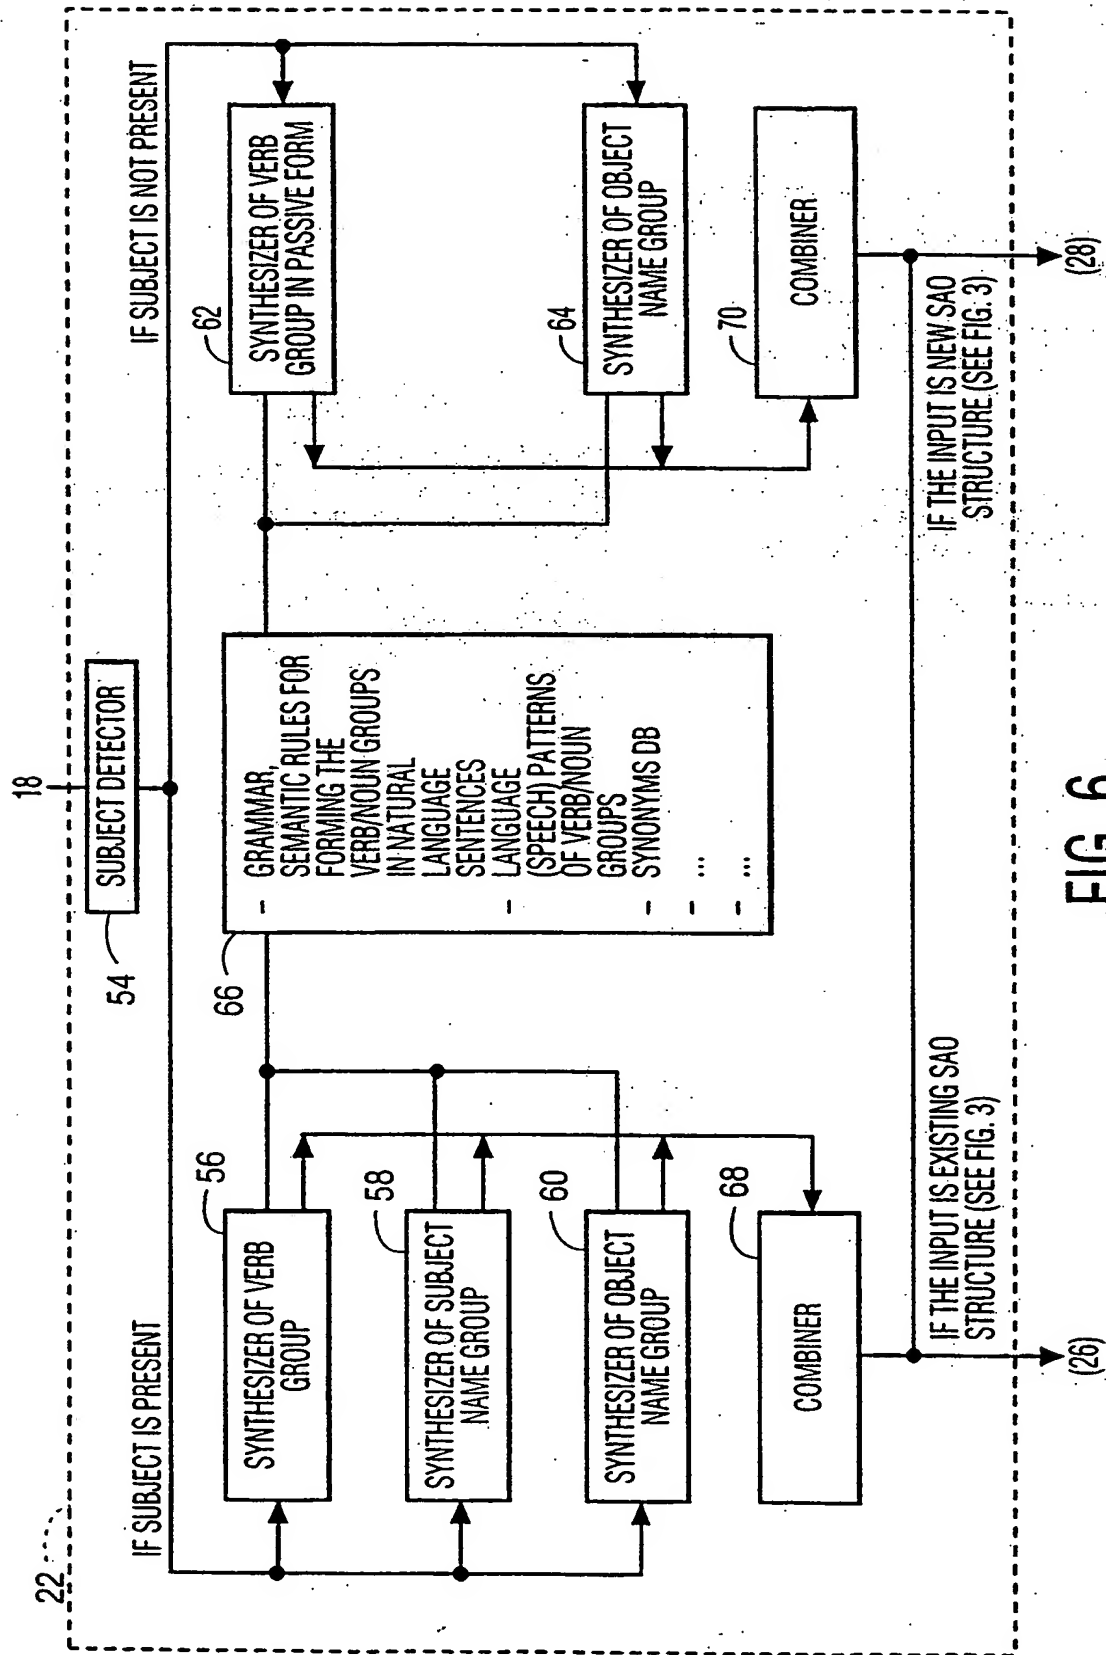 18
22
54
SUBJECT DETECTOR
IF SUBJECT IS PRESENT
IF SUBJECT IS NOT PRESENT
56
SYNTHESIZER OF VERB
GROUP
58
SYNTHESIZER OF SUBJECT
NAME GROUP
60
SYNTHESIZER OF OBJECT
NAME GROUP
68
COMBINER
66
- GRAMMAR,
SEMANTIC RULES FOR
FORMING THE
VERB/NOUN GROUPS
IN NATURAL
LANGUAGE
SENTENCES
- LANGUAGE
(SPEECH) PATTERNS
OF VERB/NOUN
GROUPS
- SYNONYMS DB
- ...
- ...
62
SYNTHESIZER OF VERB
GROUP IN PASSIVE FORM
64
SYNTHESIZER OF OBJECT
NAME GROUP
70
COMBINER
IF THE INPUT IS EXISTING SAO
STRUCTURE (SEE FIG. 3)
(26)
IF THE INPUT IS NEW SAO
STRUCTURE (SEE FIG. 3)
(28)
FIG. 6